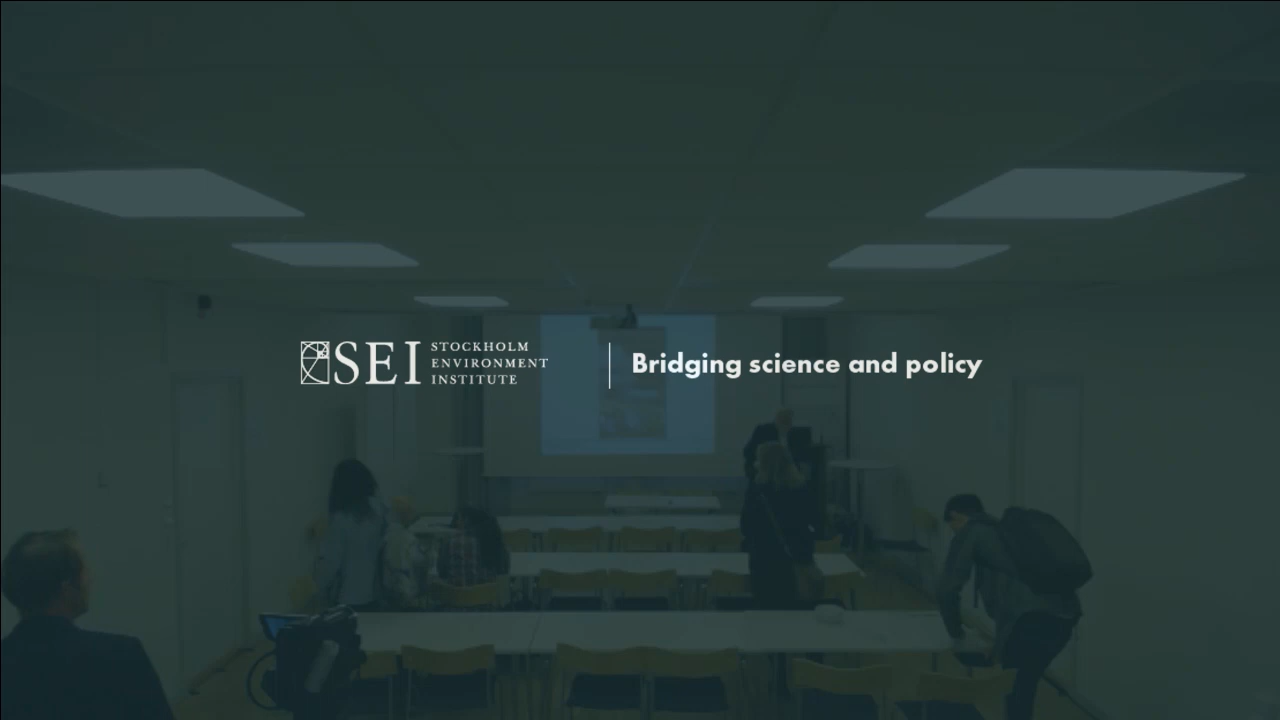 SEI
STOCKHOLM
ENVIRONMENT
INSTITUTE
Bridging science and policy